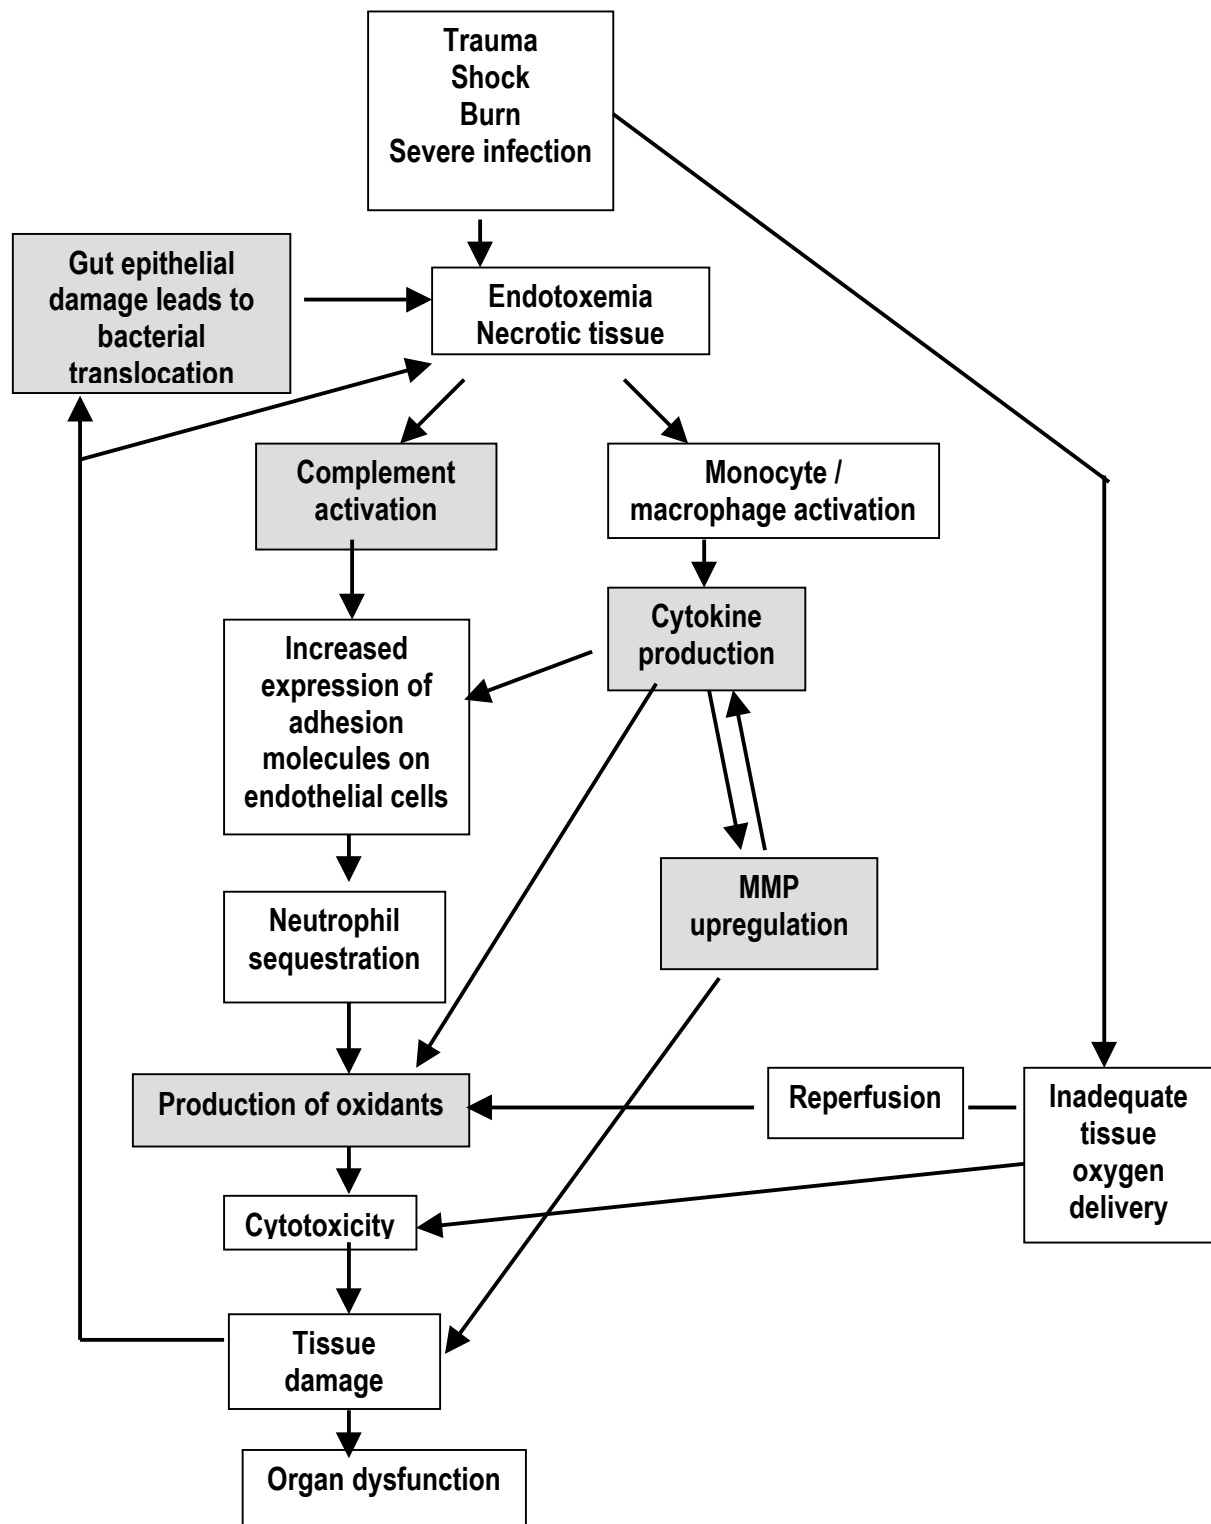 Trauma
Shock
Burn
Severe infection
Gut epithelial
damage leads to
bacterial
translocation
Endotoxemia
Necrotic tissue
Complement
activation
Monocyte /
macrophage activation
Cytokine
production
Increased
expression of
adhesion
molecules on
endothelial cells
MMP
upregulation
Neutrophil
sequestration
Production of oxidants
Reperfusion
Inadequate
tissue
oxygen
delivery
Cytotoxicity
Tissue
damage
Organ dysfunction